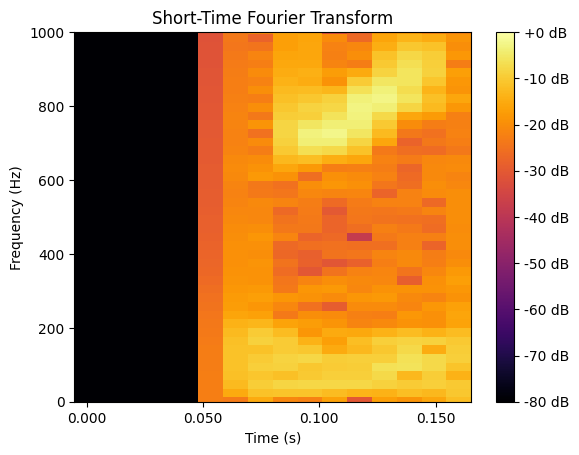 Short-Time Fourier Transform
1000
800
600
400
200
0
Frequency (Hz)
0.000
0.050
0.100
0.150
Time (s)
+0 dB
-10 dB
-20 dB
-30 dB
-40 dB
-50 dB
-60 dB
-70 dB
-80 dB